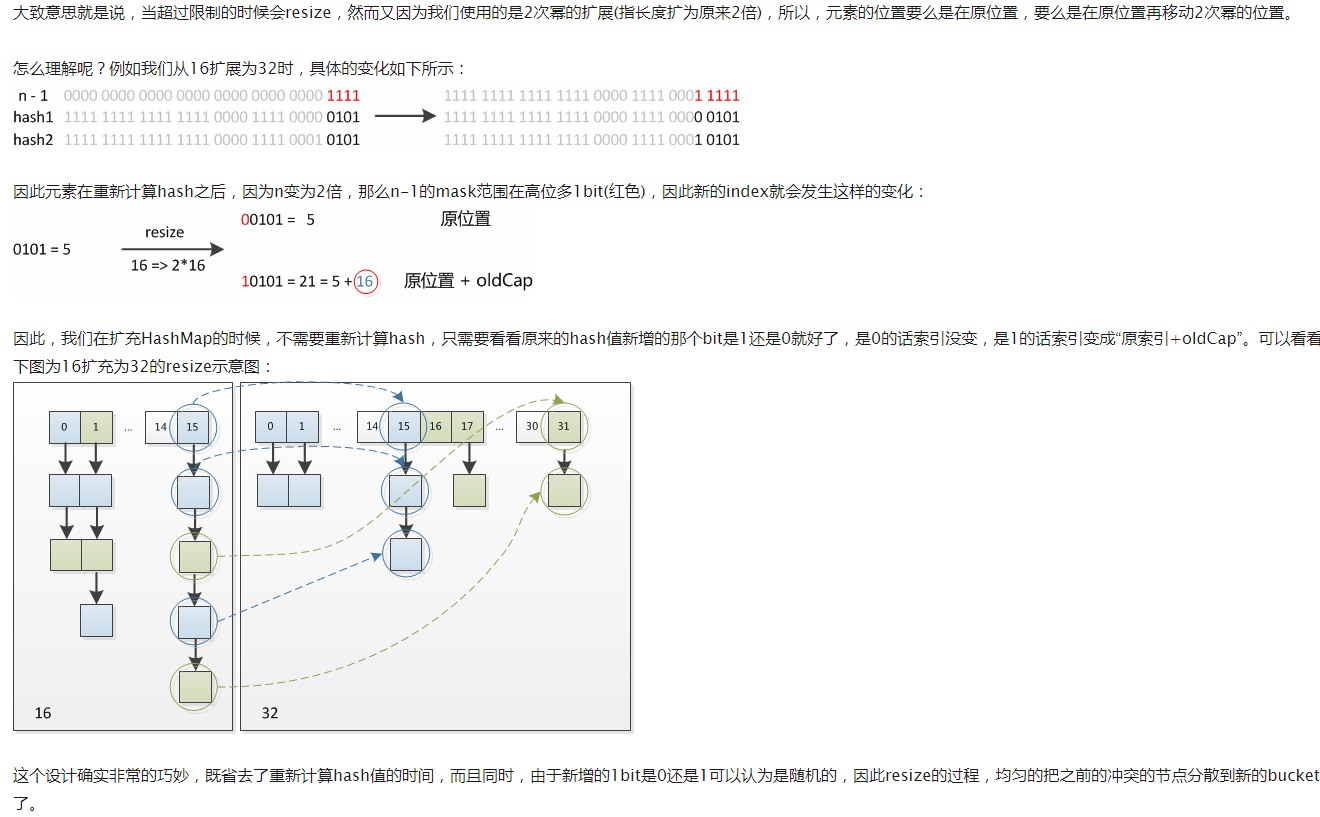 大致意思就是说，当超过限制的时候会resize，然而又因为我们使用的是2次幂的扩展(指长度扩为原来2倍)，所以，元素的位置要么是在原位置，要么是在原位置再移动2次幂的位置。
怎么理解呢？例如我们从16扩展为32时，具体的变化如下所示：
n - 1 0000 0000 0000 0000 0000 0000 0000 1111 1111 1111 1111 1111 0000 1111 0001 1111
hash1 1111 1111 1111 1111 0000 1111 0000 0101 1111 1111 1111 1111 0000 1111 0000 0101
hash2 1111 1111 1111 1111 0000 1111 0001 0101 1111 1111 1111 1111 0000 1111 0001 0101
因此元素在重新计算hash之后，因为n变为2倍，那么n-1的mask范围在高位多1bit(红色)，因此新的index就会发生这样的变化：
00101 = 5 原位置
resize
0101 = 5
16 => 2*16
10101 = 21 = 5 + 16 原位置 + oldCap
因此，我们在扩充HashMap的时候，不需要重新计算hash，只需要看看原来的hash值新增的那个bit是1还是0就好了，是0的话索引没变，是1的话索引变成“原索引+oldCap”。可以看看
下图为16扩充为32的resize示意图：
0 1 ... 14 15 0 1 ... 14 15 16 17 ... 30 31
16 32
这个设计确实非常的巧妙，既省去了重新计算hash值的时间，而且同时，由于新增的1bit是0还是1可以认为是随机的，因此resize的过程，均匀的把之前的冲突的节点分散到新的bucket
了。